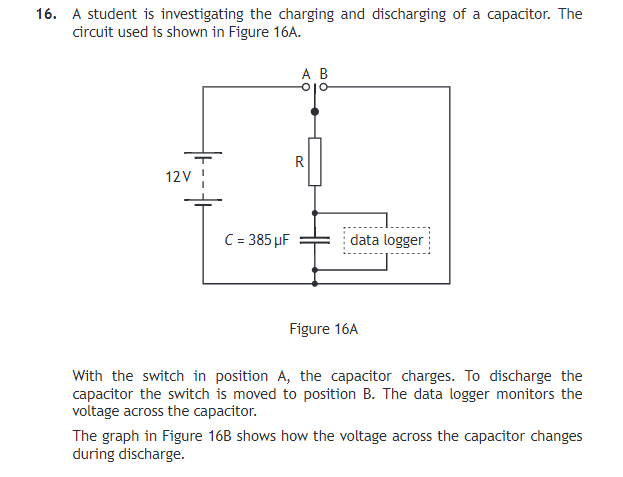 16. A student is investigating the charging and discharging of a capacitor. The
circuit used is shown in Figure 16A.
A B
R
12 V
C = 385 μF
data logger
Figure 16A
With the switch in position A, the capacitor charges. To discharge the
capacitor the switch is moved to position B. The data logger monitors the
voltage across the capacitor.
The graph in Figure 16B shows how the voltage across the capacitor changes
during discharge.